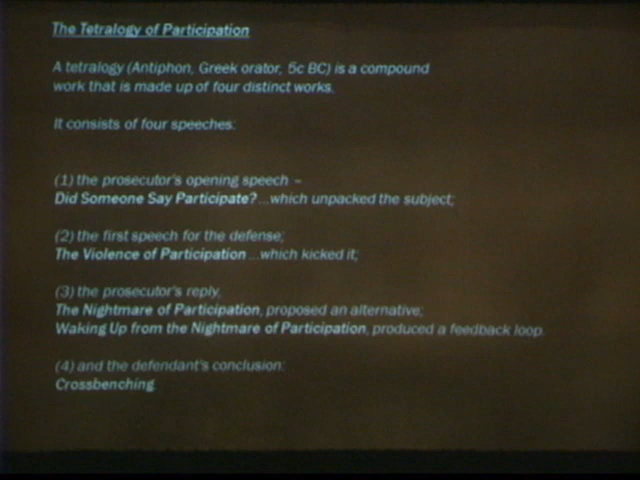 The Tetralogy of Participation
A tetralogy (Antiphon, Greek orator, 5c BC) is a compound
work that is made up of four distinct works.
It consists of four speeches:
(1) the prosecutor's opening speech –
Did Someone Say Participate? ...which unpacked the subject;
(2) the first speech for the defense;
The Violence of Participation ...which kicked it;
(3) the prosecutor's reply,
The Nightmare of Participation, proposed an alternative;
Waking Up from the Nightmare of Participation, produced a feedback loop.
(4) and the defendant's conclusion:
Crossbenching